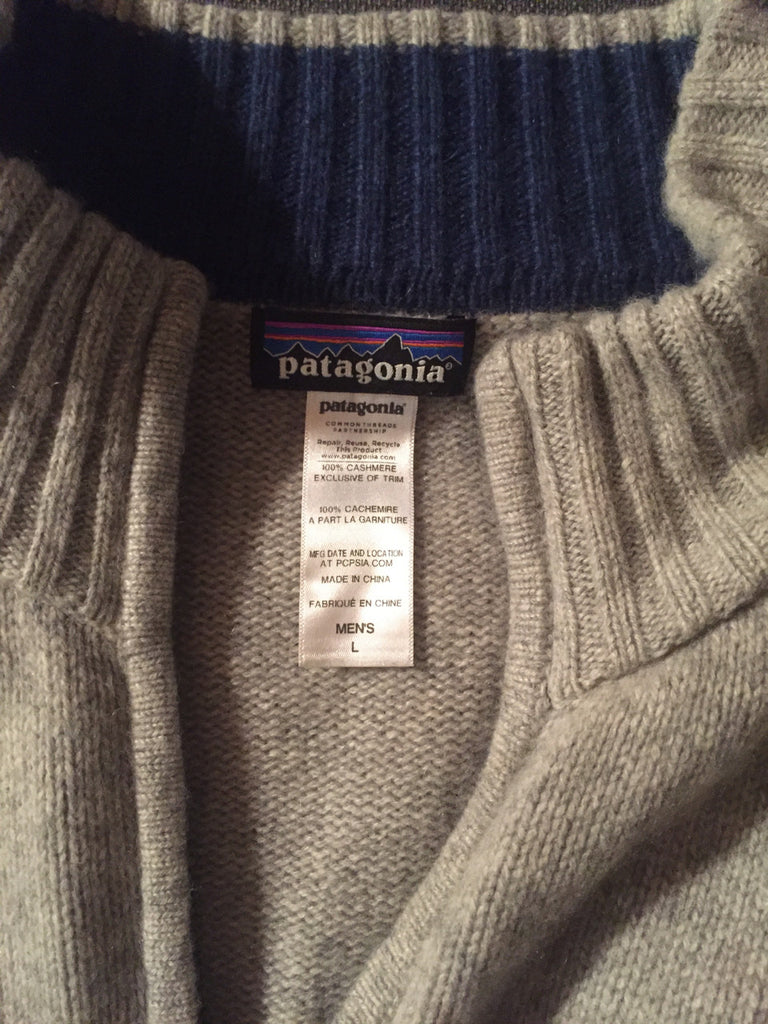 patagonia®
patagonia®
COMMON THREADS
PARTNERSHIP
Repair, Reuse, Recycle
This Product
www.patagonia.com
100% CASHMERE
EXCLUSIVE OF TRIM
100% CACHEMIRE
A PART LA GARNITURE
MFG DATE AND LOCATION
AT PCPSIA.COM
MADE IN CHINA
FABRIQUÉ EN CHINE
MEN'S
L